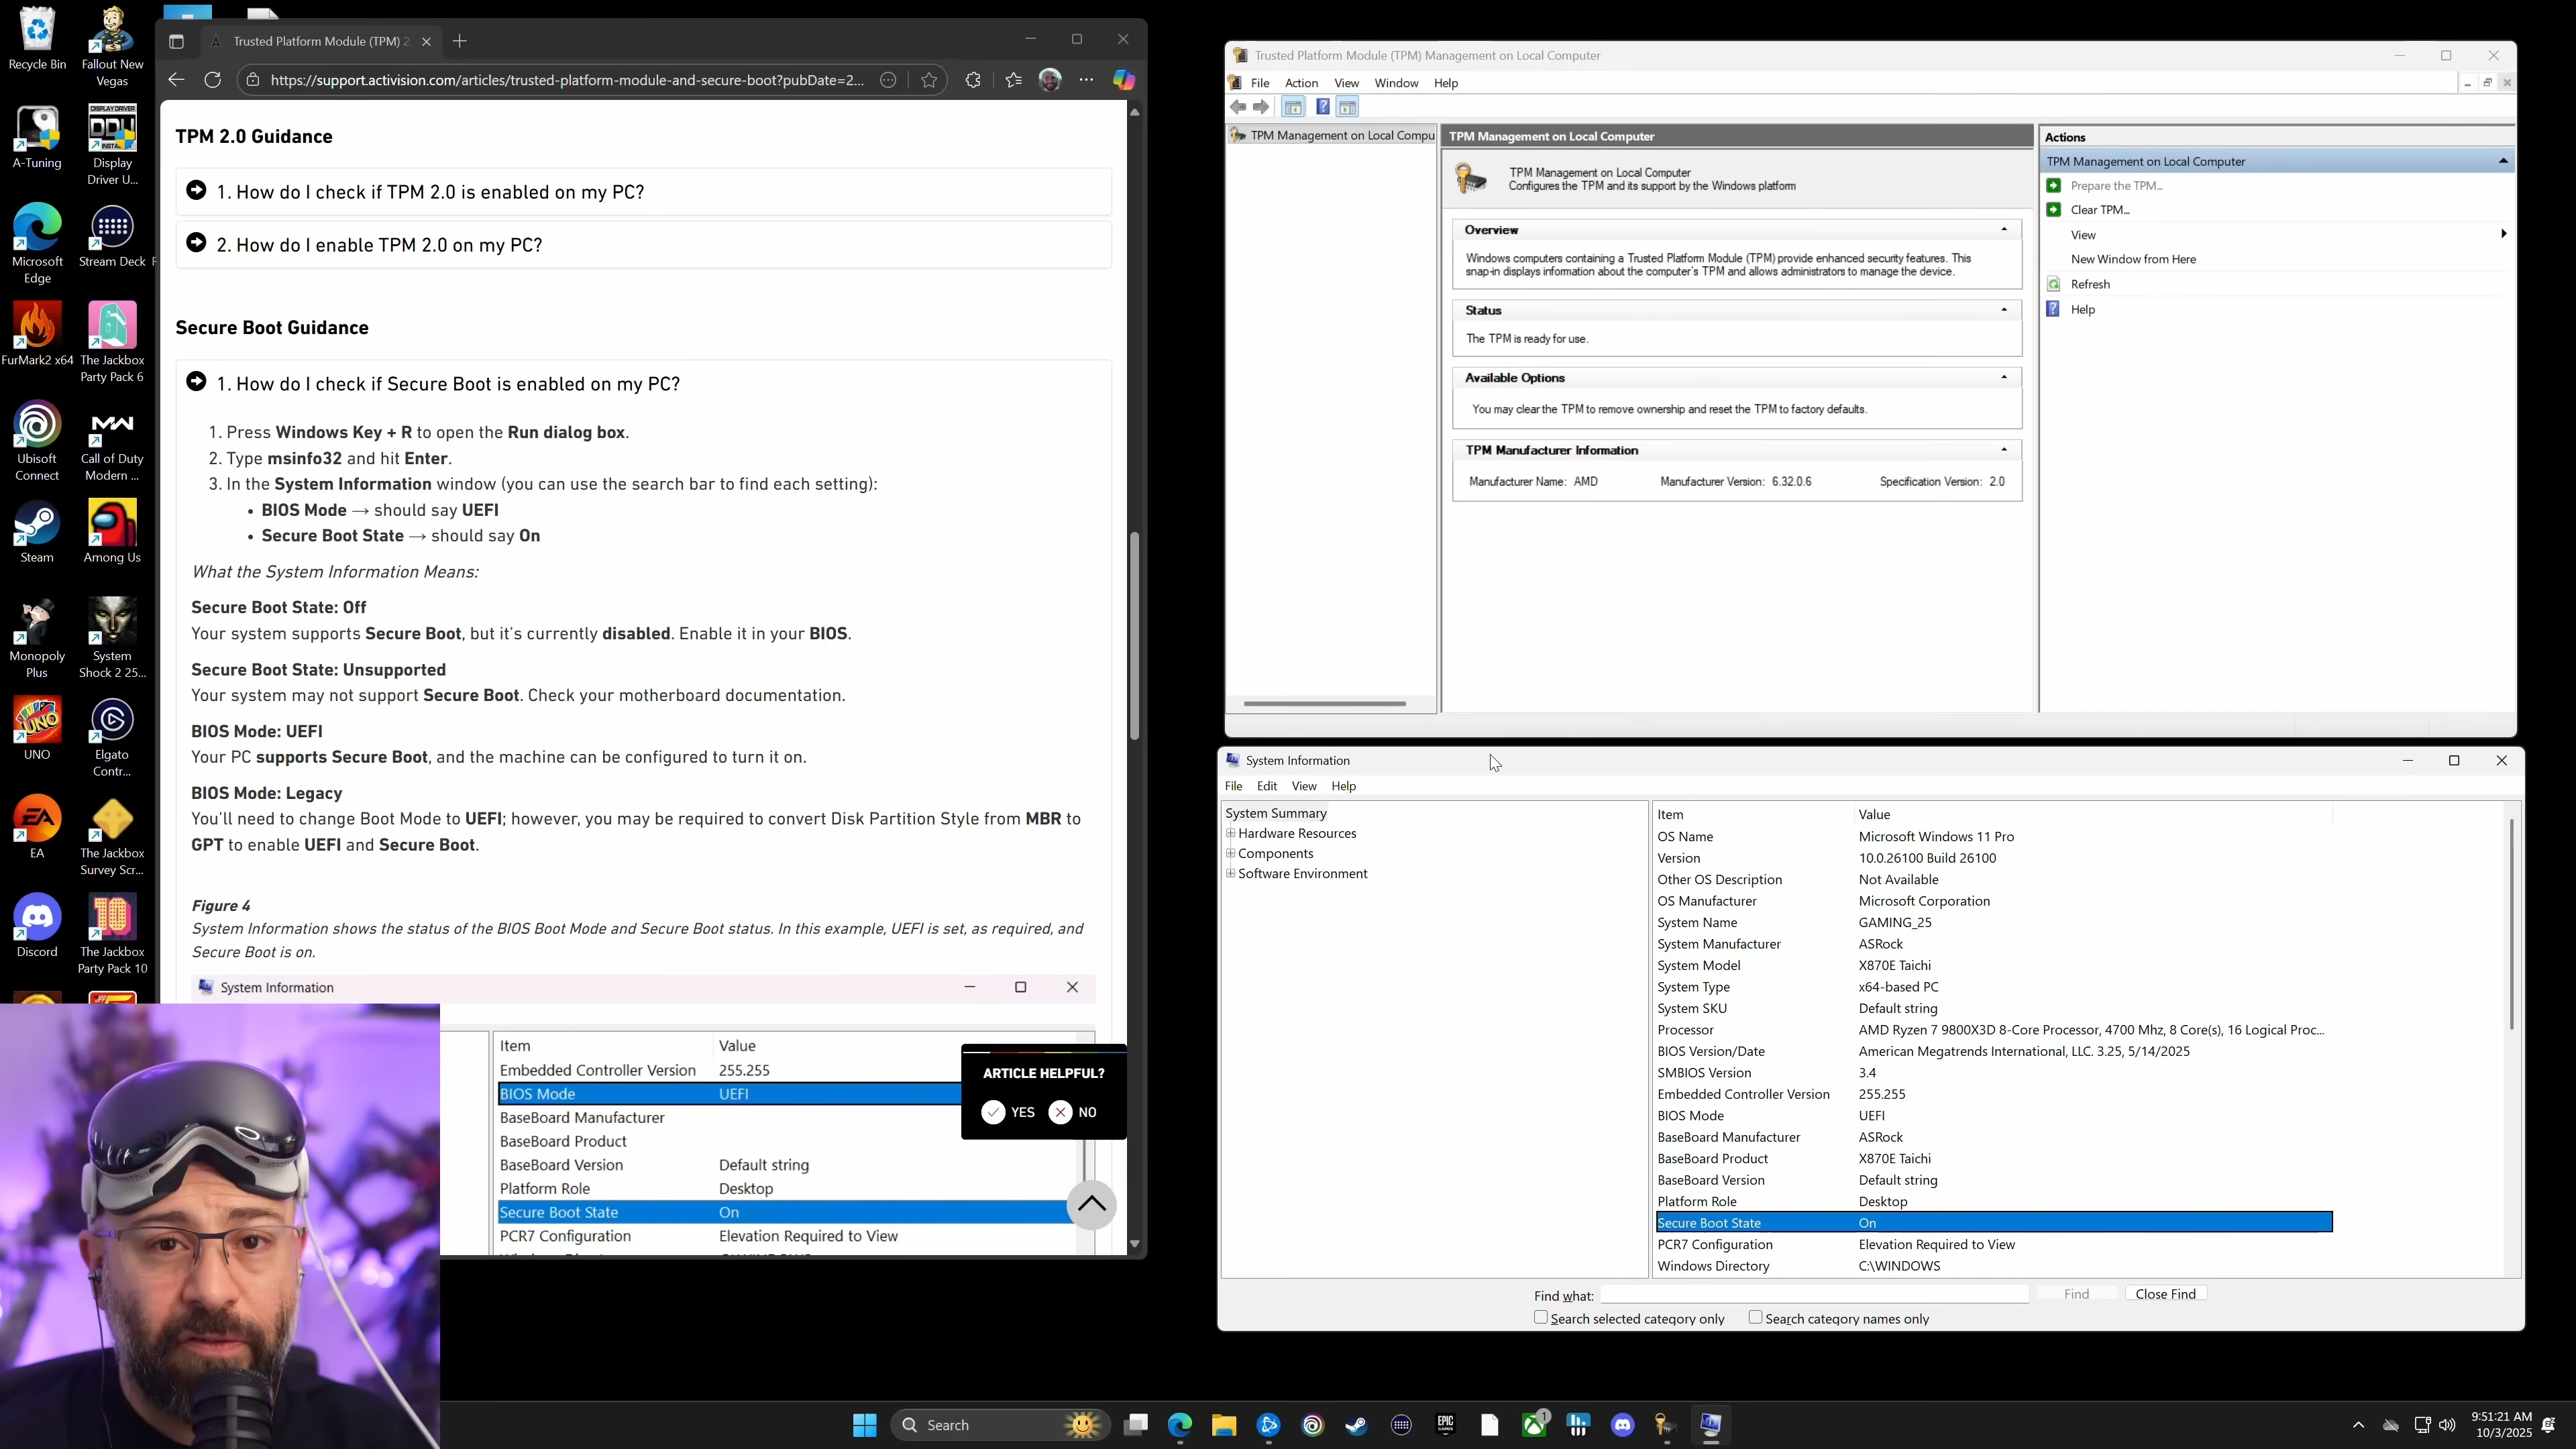 Recycle Bin
Fallout New
Vegas
A-Tuning
DISPLAY DRIVER
DDU
Display
Driver U...
Microsoft
Edge
Stream Deck
FurMark2 x64
The Jackbox
Party Pack 6
Ubisoft
Connect
Call of Duty
Modern ...
Steam
Among Us
Monopoly
Plus
System
Shock 2 25...
UNO
Elgato
Contr...
EA
The Jackbox
Survey Scr...
Discord
The Jackbox
Party Pack 10
Trusted Platform Module (TPM) 2
https://support.activision.com/articles/trusted-platform-module-and-secure-boot?pubDate=2...
TPM 2.0 Guidance
1. How do I check if TPM 2.0 is enabled on my PC?
2. How do I enable TPM 2.0 on my PC?
Secure Boot Guidance
1. How do I check if Secure Boot is enabled on my PC?
1. Press Windows Key + R to open the Run dialog box.
2. Type msinfo32 and hit Enter.
3. In the System Information window (you can use the search bar to find each setting):
• BIOS Mode → should say UEFI
• Secure Boot State → should say On
What the System Information Means:
Secure Boot State: Off
Your system supports Secure Boot, but it's currently disabled. Enable it in your BIOS.
Secure Boot State: Unsupported
Your system may not support Secure Boot. Check your motherboard documentation.
BIOS Mode: UEFI
Your PC supports Secure Boot, and the machine can be configured to turn it on.
BIOS Mode: Legacy
You'll need to change Boot Mode to UEFI; however, you may be required to convert Disk Partition Style from MBR to
GPT to enable UEFI and Secure Boot.
Figure 4
System Information shows the status of the BIOS Boot Mode and Secure Boot status. In this example, UEFI is set, as required, and
Secure Boot is on.
System Information
Item Value
Embedded Controller Version 255.255
BIOS Mode UEFI
BaseBoard Manufacturer
BaseBoard Product
BaseBoard Version Default string
Platform Role Desktop
Secure Boot State On
PCR7 Configuration Elevation Required to View
ARTICLE HELPFUL?
YES NO
Trusted Platform Module (TPM) Management on Local Computer
File Action View Window Help
TPM Management on Local Compu
TPM Management on Local Computer
TPM Management on Local Computer
Configures the TPM and its support by the Windows platform
Overview
Windows computers containing a Trusted Platform Module (TPM) provide enhanced security features. This
snap-in displays information about the computer's TPM and allows administrators to manage the device.
Status
The TPM is ready for use.
Available Options
You may clear the TPM to remove ownership and reset the TPM to factory defaults.
TPM Manufacturer Information
Manufacturer Name: AMD Manufacturer Version: 6.32.0.6 Specification Version: 2.0
Actions
TPM Management on Local Computer
Prepare the TPM...
Clear TPM...
View
New Window from Here
Refresh
Help
System Information
File Edit View Help
System Summary
Hardware Resources
Components
Software Environment
Item Value
OS Name Microsoft Windows 11 Pro
Version 10.0.26100 Build 26100
Other OS Description Not Available
OS Manufacturer Microsoft Corporation
System Name GAMING_25
System Manufacturer ASRock
System Model X870E Taichi
System Type x64-based PC
System SKU Default string
Processor AMD Ryzen 7 9800X3D 8-Core Processor, 4700 Mhz, 8 Core(s), 16 Logical Proc...
BIOS Version/Date American Megatrends International, LLC. 3.25, 5/14/2025
SMBIOS Version 3.4
Embedded Controller Version 255.255
BIOS Mode UEFI
BaseBoard Manufacturer ASRock
BaseBoard Product X870E Taichi
BaseBoard Version Default string
Platform Role Desktop
Secure Boot State On
PCR7 Configuration Elevation Required to View
Windows Directory C:\WINDOWS
Find what: Find Close Find
Search selected category only Search category names only
Search
EPIC
GAMES
1
9:51:21 AM
10/3/2025